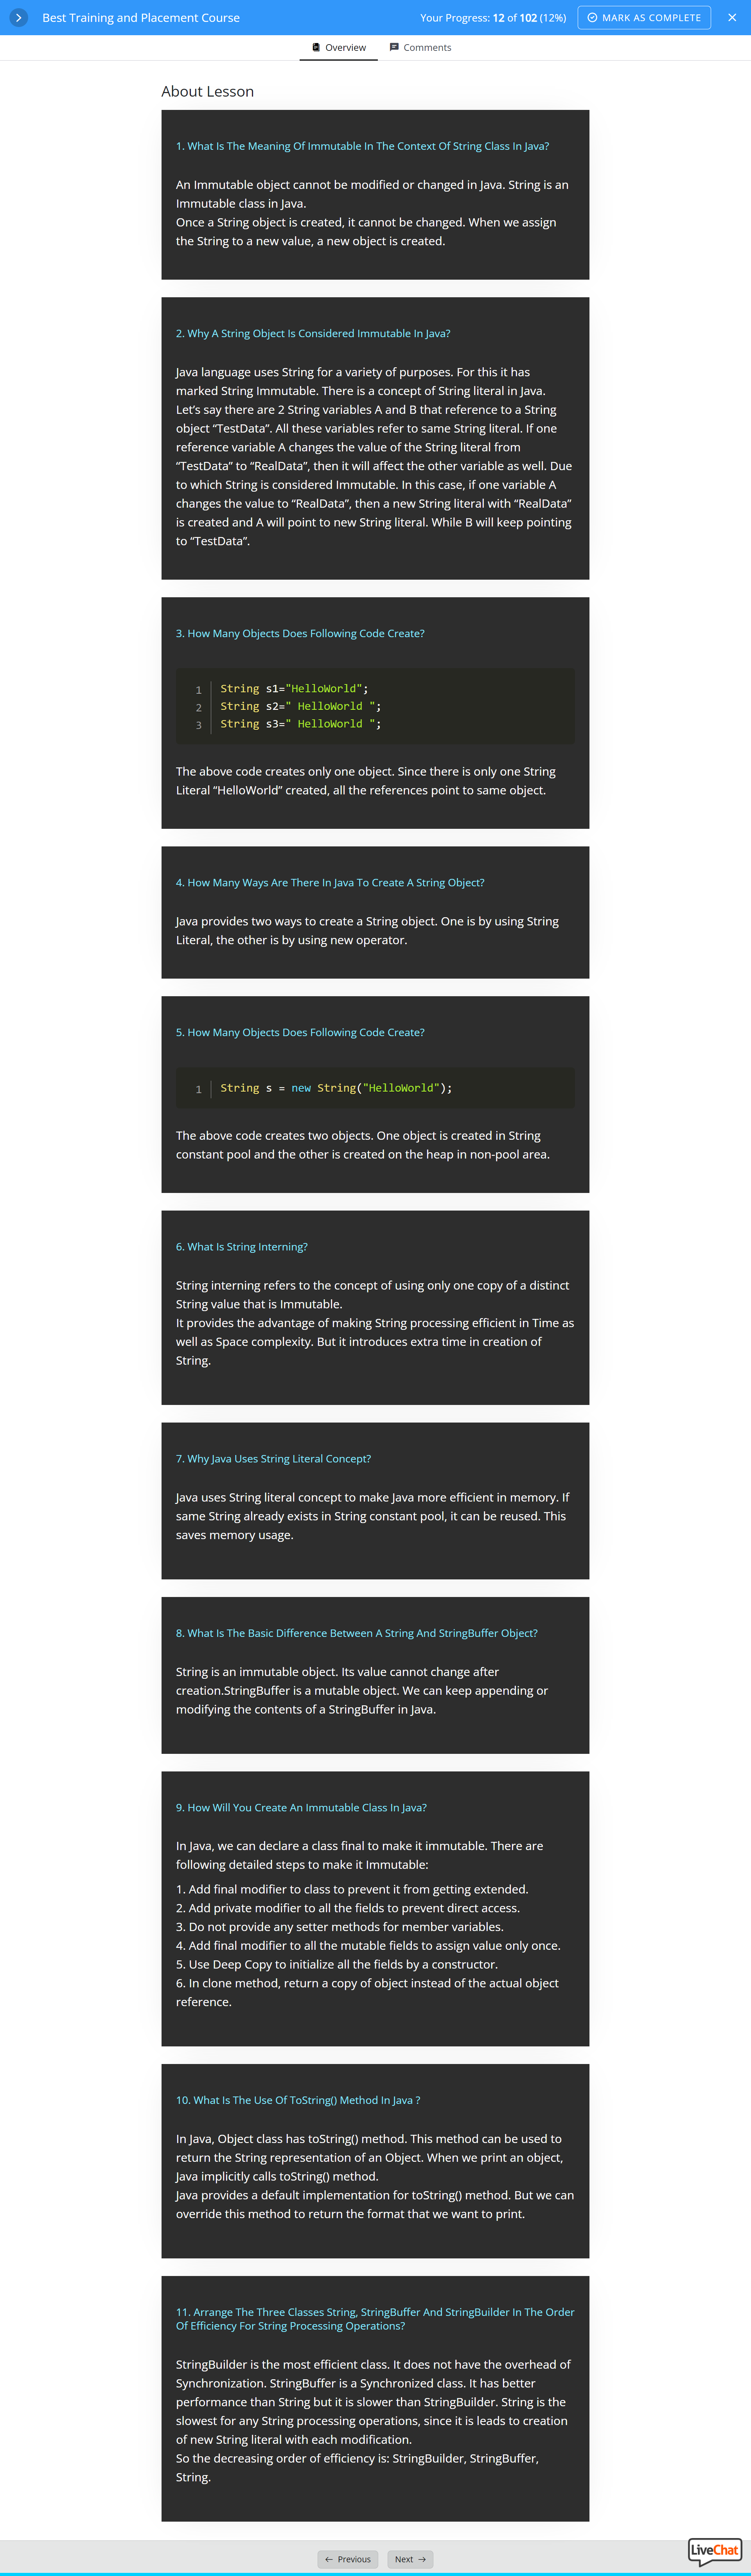 Best Training and Placement Course
Your Progress: 12 of 102 (12%)
MARK AS COMPLETE
Overview
Comments
About Lesson
1. What Is The Meaning Of Immutable In The Context Of String Class In Java?
An Immutable object cannot be modified or changed in Java. String is an
Immutable class in Java.
Once a String object is created, it cannot be changed. When we assign
the String to a new value, a new object is created.
2. Why A String Object Is Considered Immutable In Java?
Java language uses String for a variety of purposes. For this it has
marked String Immutable. There is a concept of String literal in Java.
Let’s say there are 2 String variables A and B that reference to a String
object “TestData”. All these variables refer to same String literal. If one
reference variable A changes the value of the String literal from
“TestData” to “RealData”, then it will affect the other variable as well. Due
to which String is considered Immutable. In this case, if one variable A
changes the value to “RealData”, then a new String literal with “RealData”
is created and A will point to new String literal. While B will keep pointing
to “TestData”.
3. How Many Objects Does Following Code Create?
1 String s1="HelloWorld";
2 String s2=" HelloWorld ";
3 String s3=" HelloWorld ";
The above code creates only one object. Since there is only one String
Literal “HelloWorld” created, all the references point to same object.
4. How Many Ways Are There In Java To Create A String Object?
Java provides two ways to create a String object. One is by using String
Literal, the other is by using new operator.
5. How Many Objects Does Following Code Create?
1 String s = new String("HelloWorld");
The above code creates two objects. One object is created in String
constant pool and the other is created on the heap in non-pool area.
6. What Is String Interning?
String interning refers to the concept of using only one copy of a distinct
String value that is Immutable.
It provides the advantage of making String processing efficient in Time as
well as Space complexity. But it introduces extra time in creation of
String.
7. Why Java Uses String Literal Concept?
Java uses String literal concept to make Java more efficient in memory. If
same String already exists in String constant pool, it can be reused. This
saves memory usage.
8. What Is The Basic Difference Between A String And StringBuffer Object?
String is an immutable object. Its value cannot change after
creation.StringBuffer is a mutable object. We can keep appending or
modifying the contents of a StringBuffer in Java.
9. How Will You Create An Immutable Class In Java?
In Java, we can declare a class final to make it immutable. There are
following detailed steps to make it Immutable:
1. Add final modifier to class to prevent it from getting extended.
2. Add private modifier to all the fields to prevent direct access.
3. Do not provide any setter methods for member variables.
4. Add final modifier to all the mutable fields to assign value only once.
5. Use Deep Copy to initialize all the fields by a constructor.
6. In clone method, return a copy of object instead of the actual object
reference.
10. What Is The Use Of ToString() Method In Java ?
In Java, Object class has toString() method. This method can be used to
return the String representation of an Object. When we print an object,
Java implicitly calls toString() method.
Java provides a default implementation for toString() method. But we can
override this method to return the format that we want to print.
11. Arrange The Three Classes String, StringBuffer And StringBuilder In The Order
Of Efficiency For String Processing Operations?
StringBuilder is the most efficient class. It does not have the overhead of
Synchronization. StringBuffer is a Synchronized class. It has better
performance than String but it is slower than StringBuilder. String is the
slowest for any String processing operations, since it is leads to creation
of new String literal with each modification.
So the decreasing order of efficiency is: StringBuilder, StringBuffer,
String.
Previous
Next
LiveChat